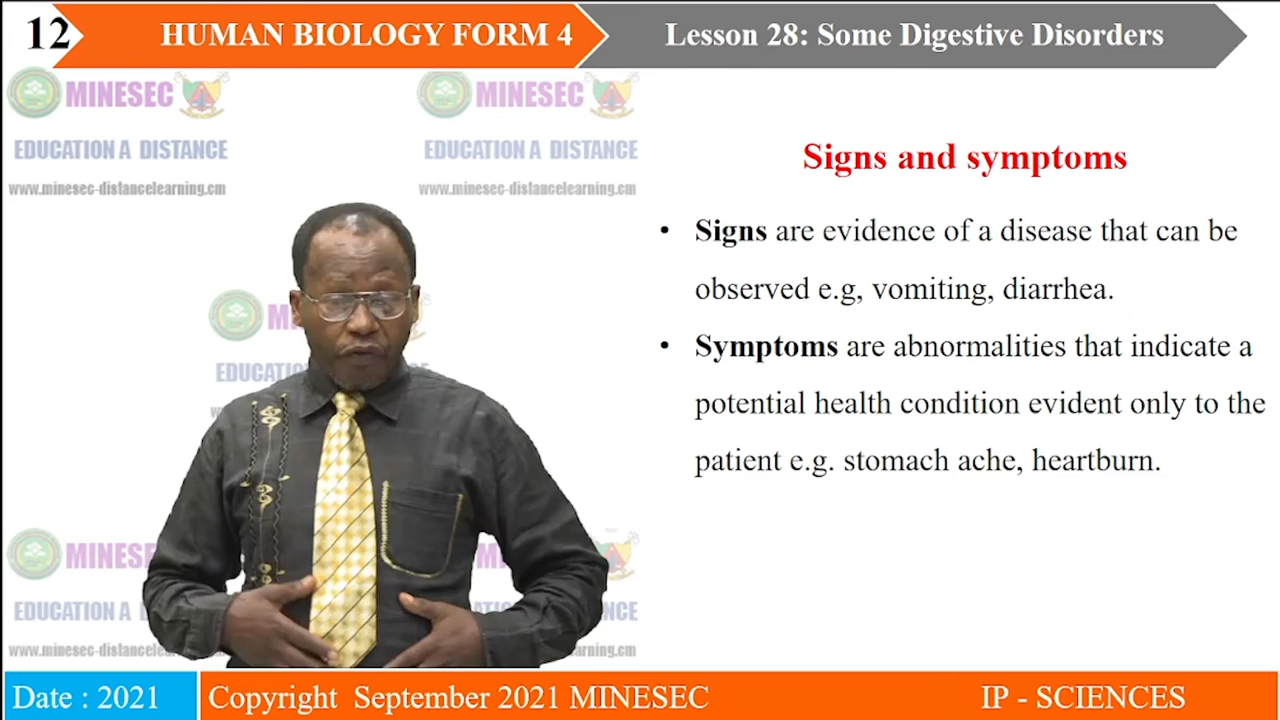 12
HUMAN BIOLOGY FORM 4
Lesson 28: Some Digestive Disorders
MINESEC
MINESEC
EDUCATION A DISTANCE
EDUCATION A DISTANCE
www.minesec-distancelearning.cm
www.minesec-distancelearning.cm
Signs and symptoms
• Signs are evidence of a disease that can be
observed e.g, vomiting, diarrhea.
• Symptoms are abnormalities that indicate a
potential health condition evident only to the
patient e.g. stomach ache, heartburn.
MINESEC
EDUCATION A
Date : 2021
Copyright September 2021 MINESEC
IP - SCIENCES